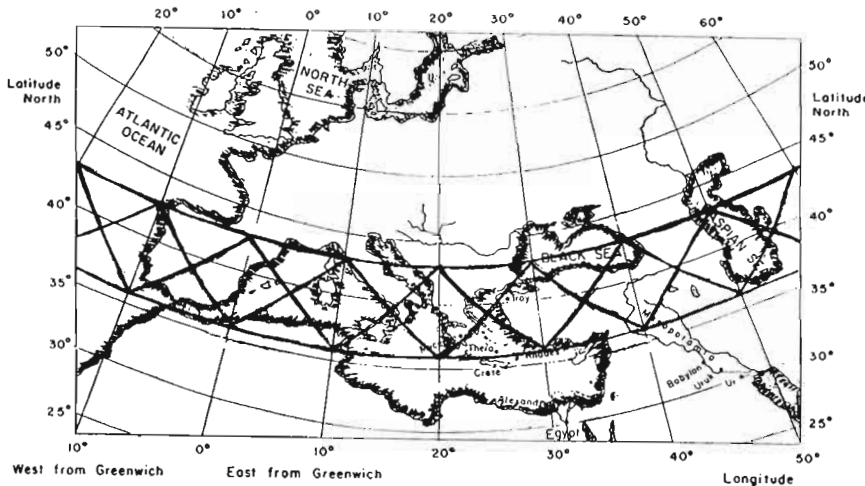 20° 10° 0° 10° 20° 30° 40° 50° 60°
50°
50°
Latitude
North
Latitude
North
NORTH
SEA
45°
45°
ATLANTIC
OCEAN
40°
40°
BLACK SEA
35°
35°
Troy
Mesopotamia
30°
Thera
Rhodes
30°
Crete
Babylon
Uruk
Ur
25°
25°
Egypt
10° 0° 10° 20° 30° 40° 50°
West from Greenwich
East from Greenwich
Longitude